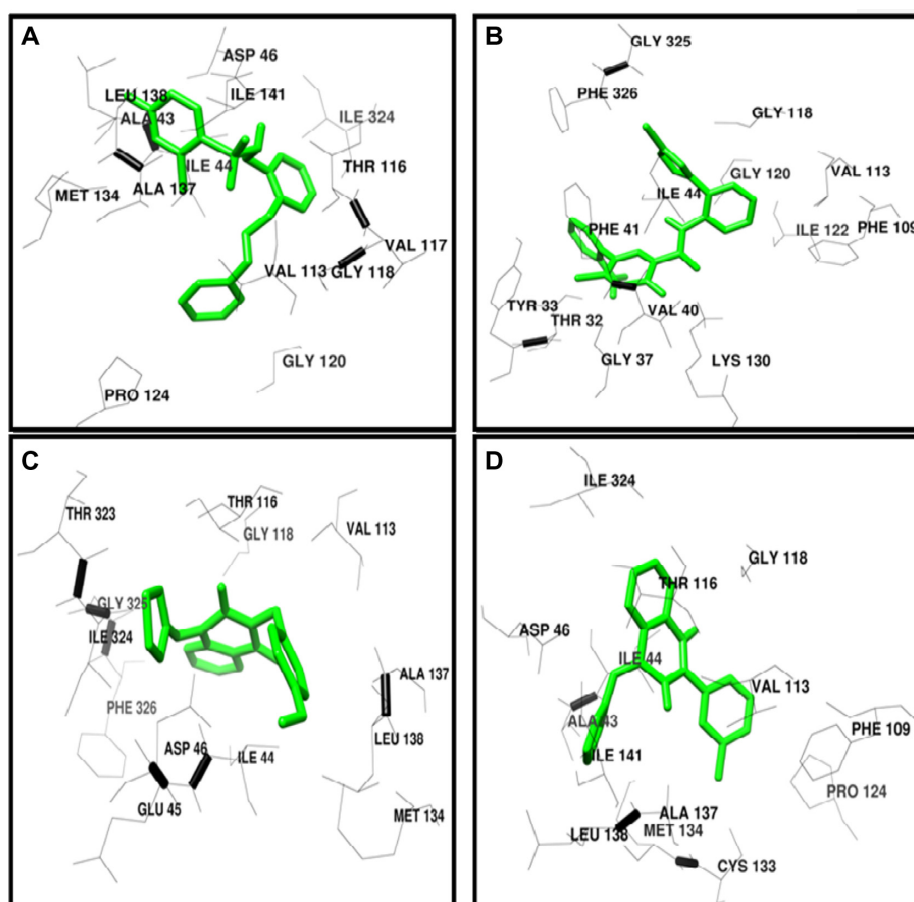 A
ASP 46
LEU 138
ILE 141
ALA 43
ILE 324
ILE 44
THR 116
MET 134
ALA 137
VAL 117
VAL 113
GLY 118
GLY 120
PRO 124
B
GLY 325
PHE 326
GLY 118
GLY 120
VAL 113
ILE 44
PHE 41
ILE 122
PHE 109
TYR 33
THR 32
VAL 40
GLY 37
LYS 130
C
THR 116
THR 323
VAL 113
GLY 118
GLY 325
ILE 324
ALA 137
PHE 326
LEU 138
ASP 46
ILE 44
GLU 45
MET 134
D
ILE 324
GLY 118
THR 116
ASP 46
ILE 44
VAL 113
ALA 43
PHE 109
ILE 141
PRO 124
ALA 137
LEU 138
MET 134
CYS 133